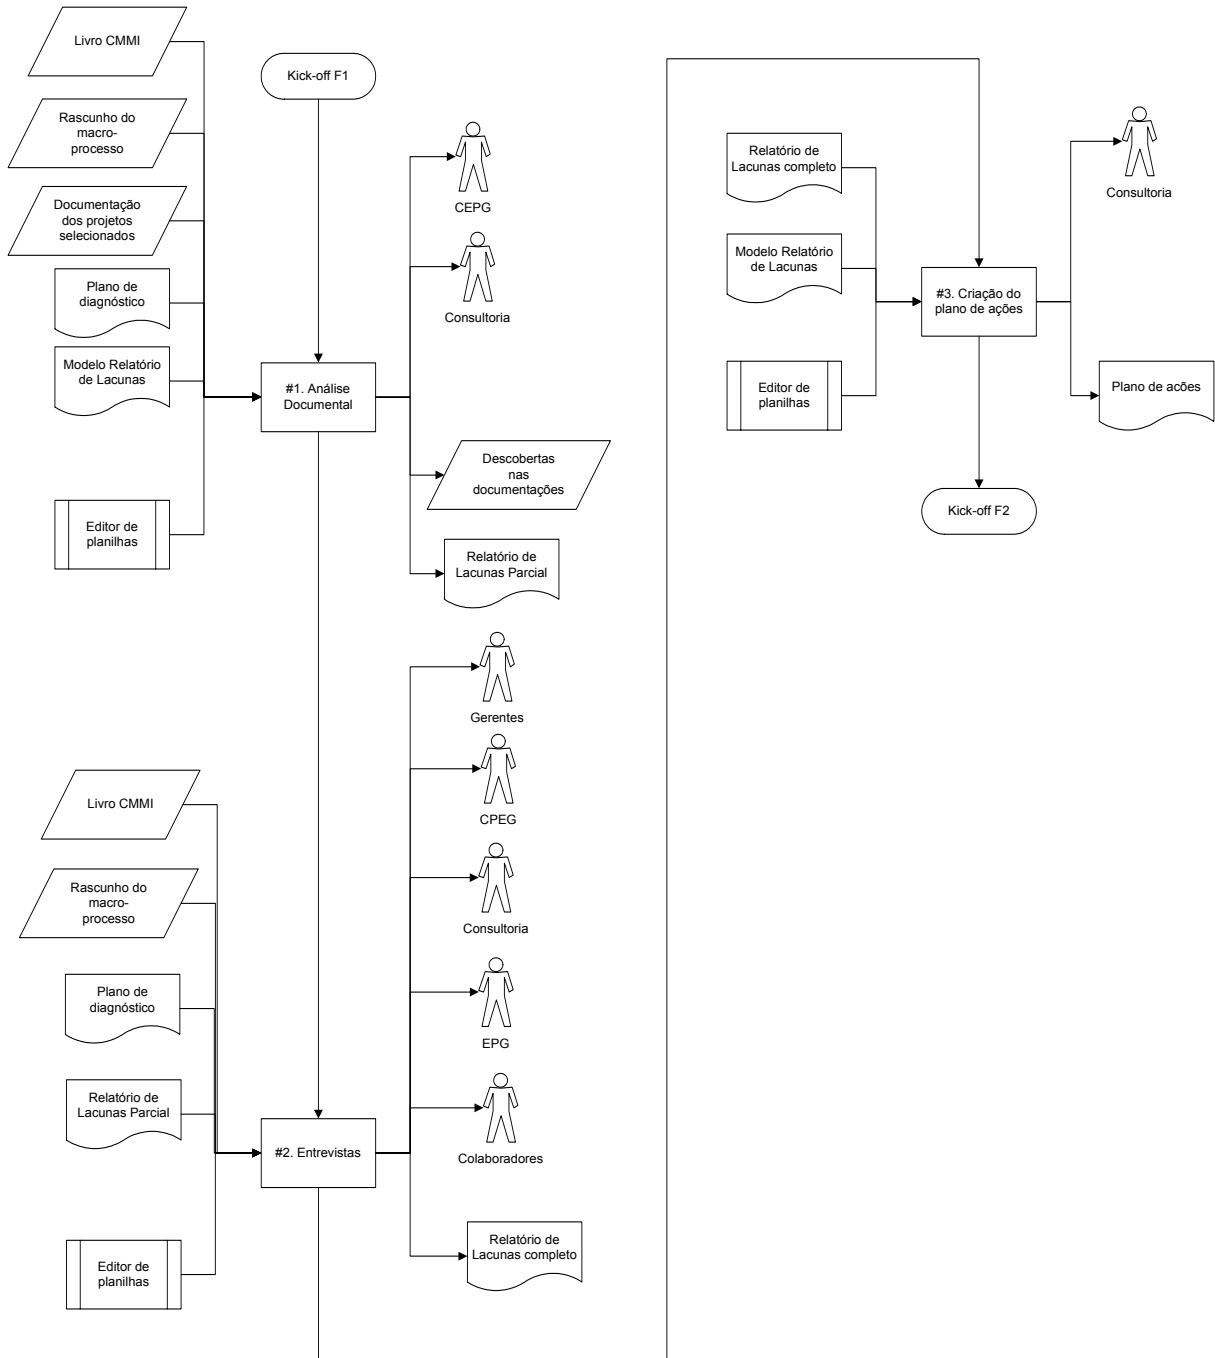 Livro CMMI
Kick-off F1
Rascunho do
macro-
processo
CEPG
Documentação
dos projetos
selecionados
Plano de
diagnóstico
Consultoria
Modelo Relatório
de Lacunas
#1. Análise
Documental
Descobertas
nas
documentações
Editor de
planilhas
Relatório de
Lacunas Parcial
Gerentes
Livro CMMI
CPEG
Rascunho do
macro-
processo
Consultoria
Plano de
diagnóstico
EPG
Relatório de
Lacunas Parcial
#2. Entrevistas
Colaboradores
Relatório de
Lacunas completo
Editor de
planilhas
Relatório de
Lacunas completo
Consultoria
Modelo Relatório
de Lacunas
#3. Criação do
plano de ações
Editor de
planilhas
Plano de acões
Kick-off F2